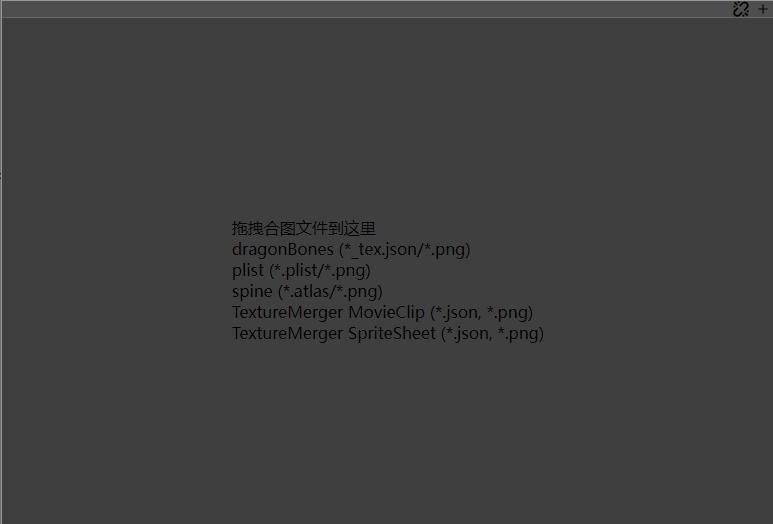 拖拽合图文件到这里
dragonBones (*_tex.json/*.png)
plist (*.plist/*.png)
spine (*.atlas/*.png)
TextureMerger MovieClip (*.json, *.png)
TextureMerger SpriteSheet (*.json, *.png)